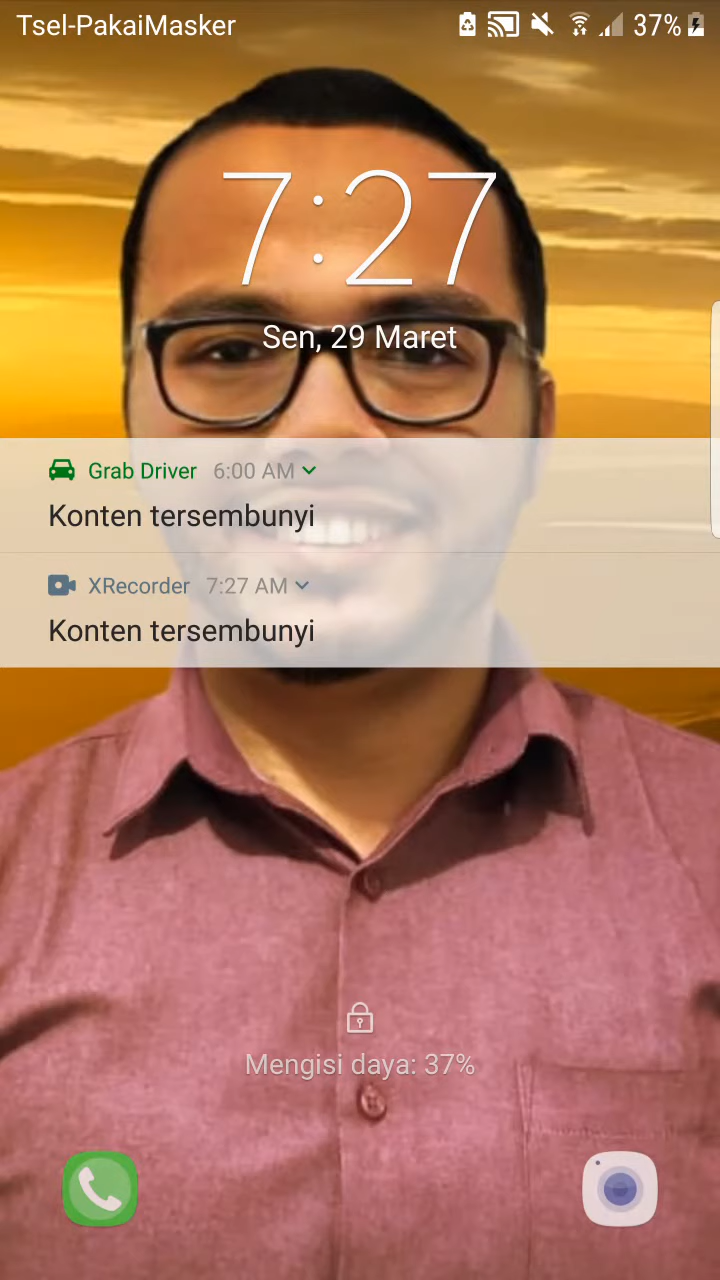 Tsel-PakaiMasker 37%
7:27
Sen, 29 Maret
Grab Driver 6:00 AM
Konten tersembunyi
XRecorder 7:27 AM
Konten tersembunyi
Mengisi daya: 37%